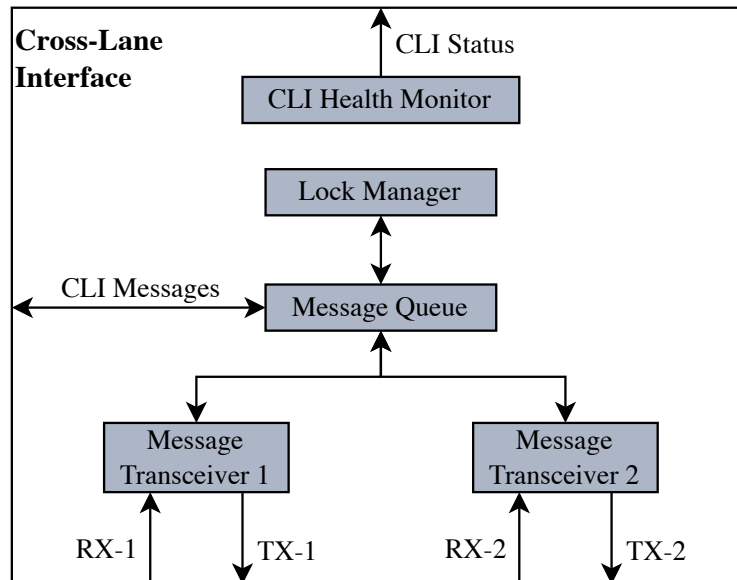 Cross-Lane
Interface
CLI Status
CLI Health Monitor
Lock Manager
CLI Messages
Message Queue
Message
Transceiver 1
Message
Transceiver 2
RX-1
TX-1
RX-2
TX-2